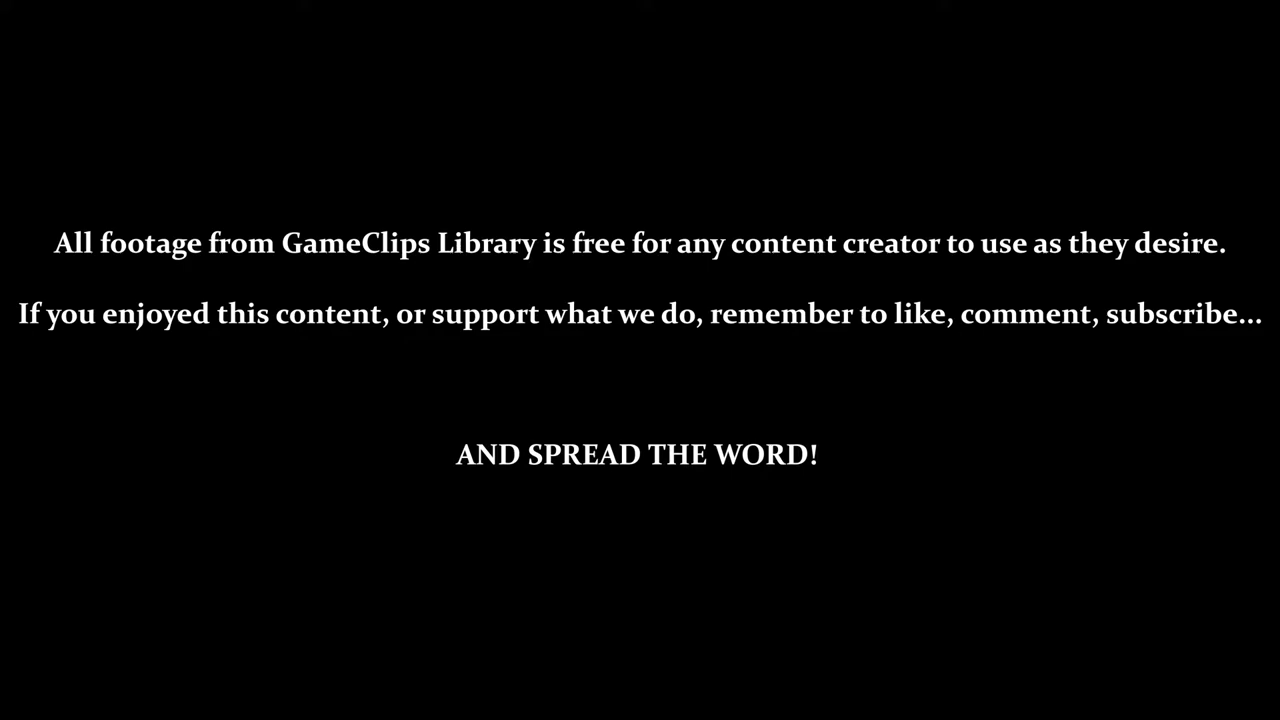 All footage from GameClips Library is free for any content creator to use as they desire.
If you enjoyed this content, or support what we do, remember to like, comment, subscribe...
AND SPREAD THE WORD!